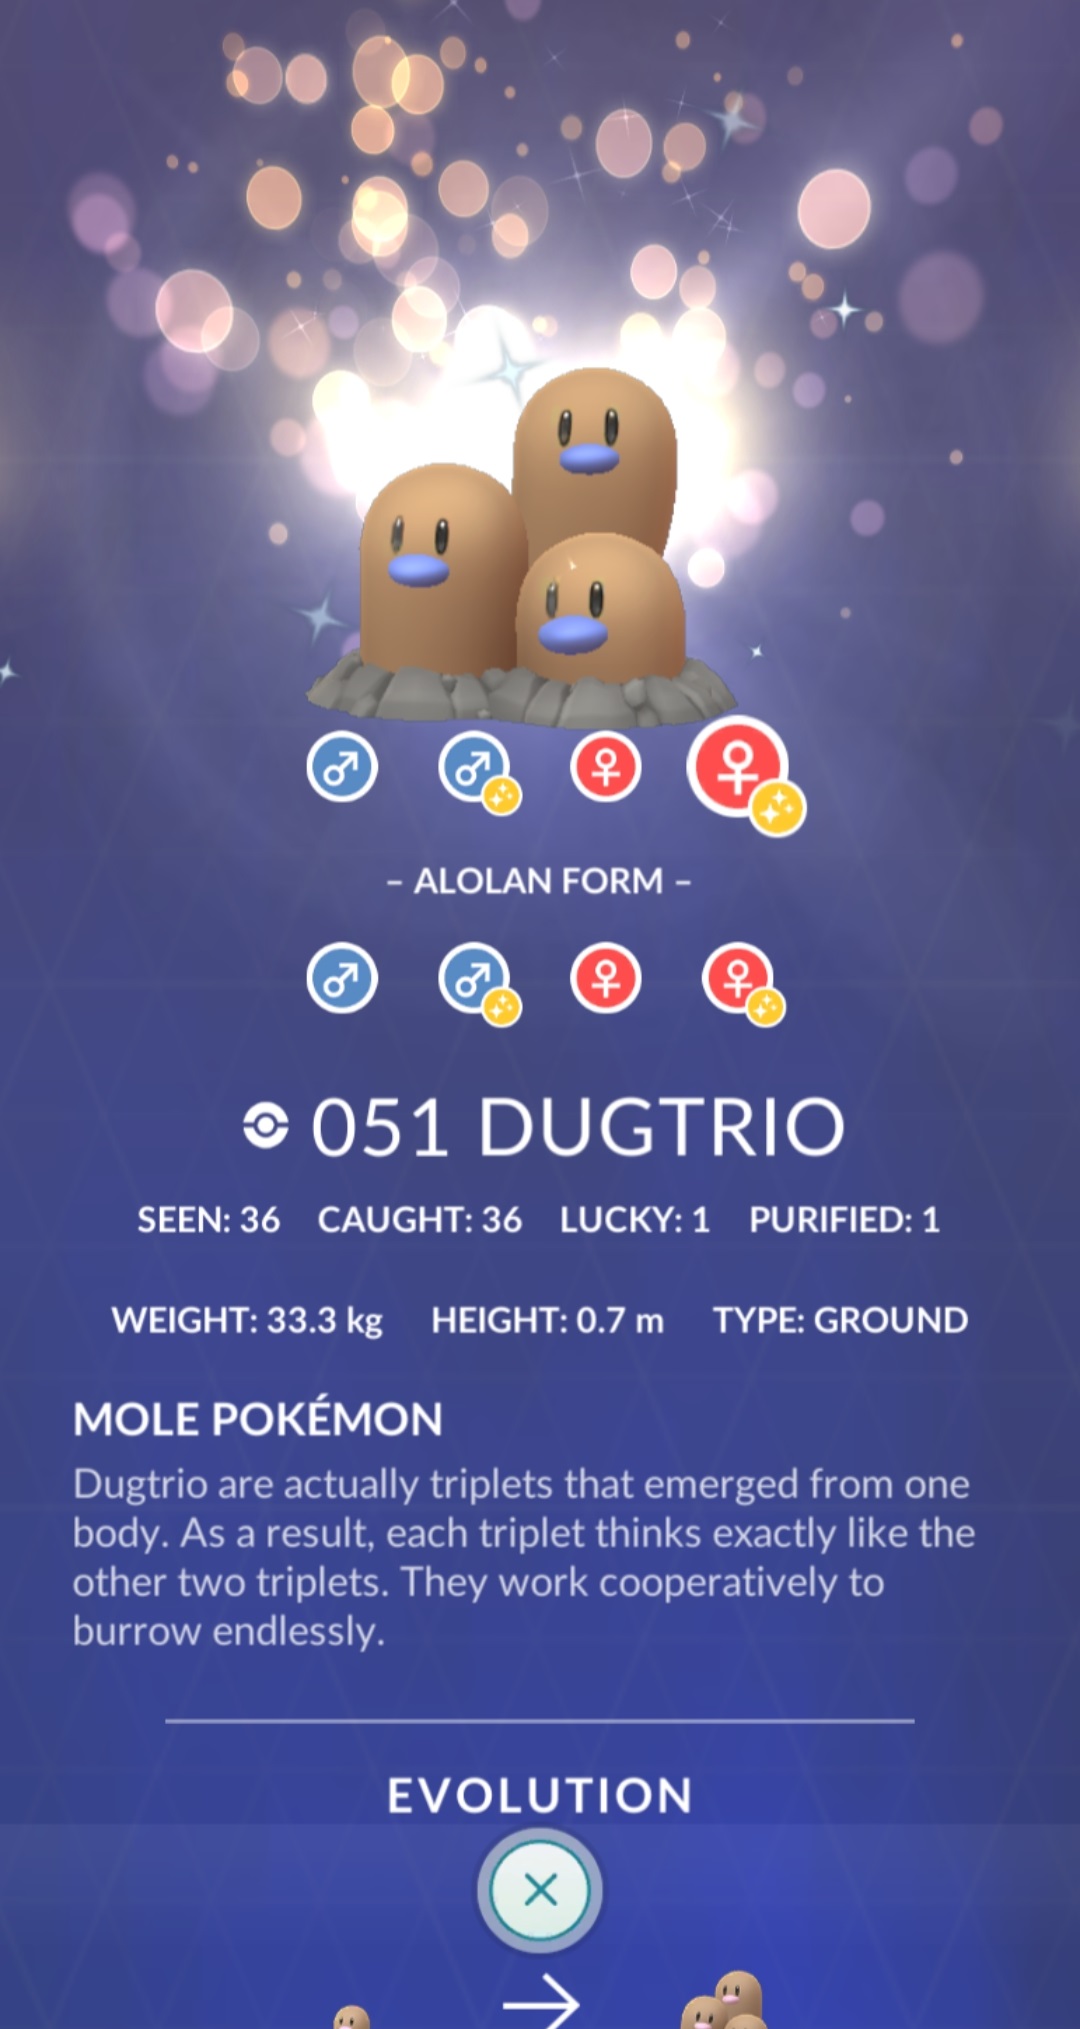 – ALOLAN FORM –
051 DUGTRIO
SEEN: 36 CAUGHT: 36 LUCKY: 1 PURIFIED: 1
WEIGHT: 33.3 kg HEIGHT: 0.7 m TYPE: GROUND
MOLE POKÉMON
Dugtrio are actually triplets that emerged from one
body. As a result, each triplet thinks exactly like the
other two triplets. They work cooperatively to
burrow endlessly.
EVOLUTION